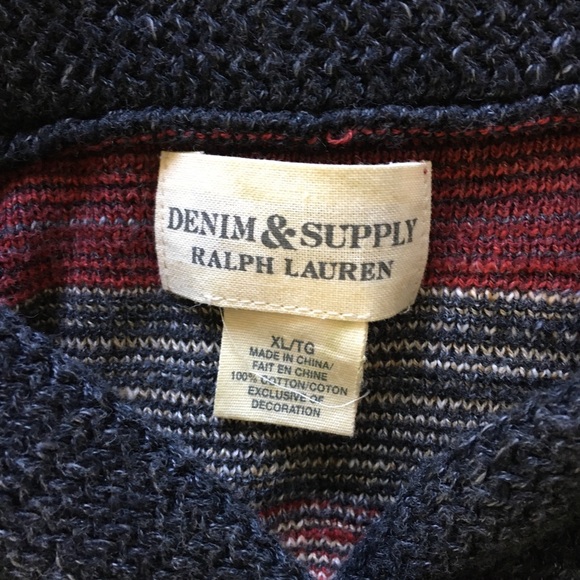 DENIM & SUPPLY
RALPH LAUREN
XL/TG
MADE IN CHINA/
FAIT EN CHINE
100% COTTON/COTON
EXCLUSIVE OF
DECORATION